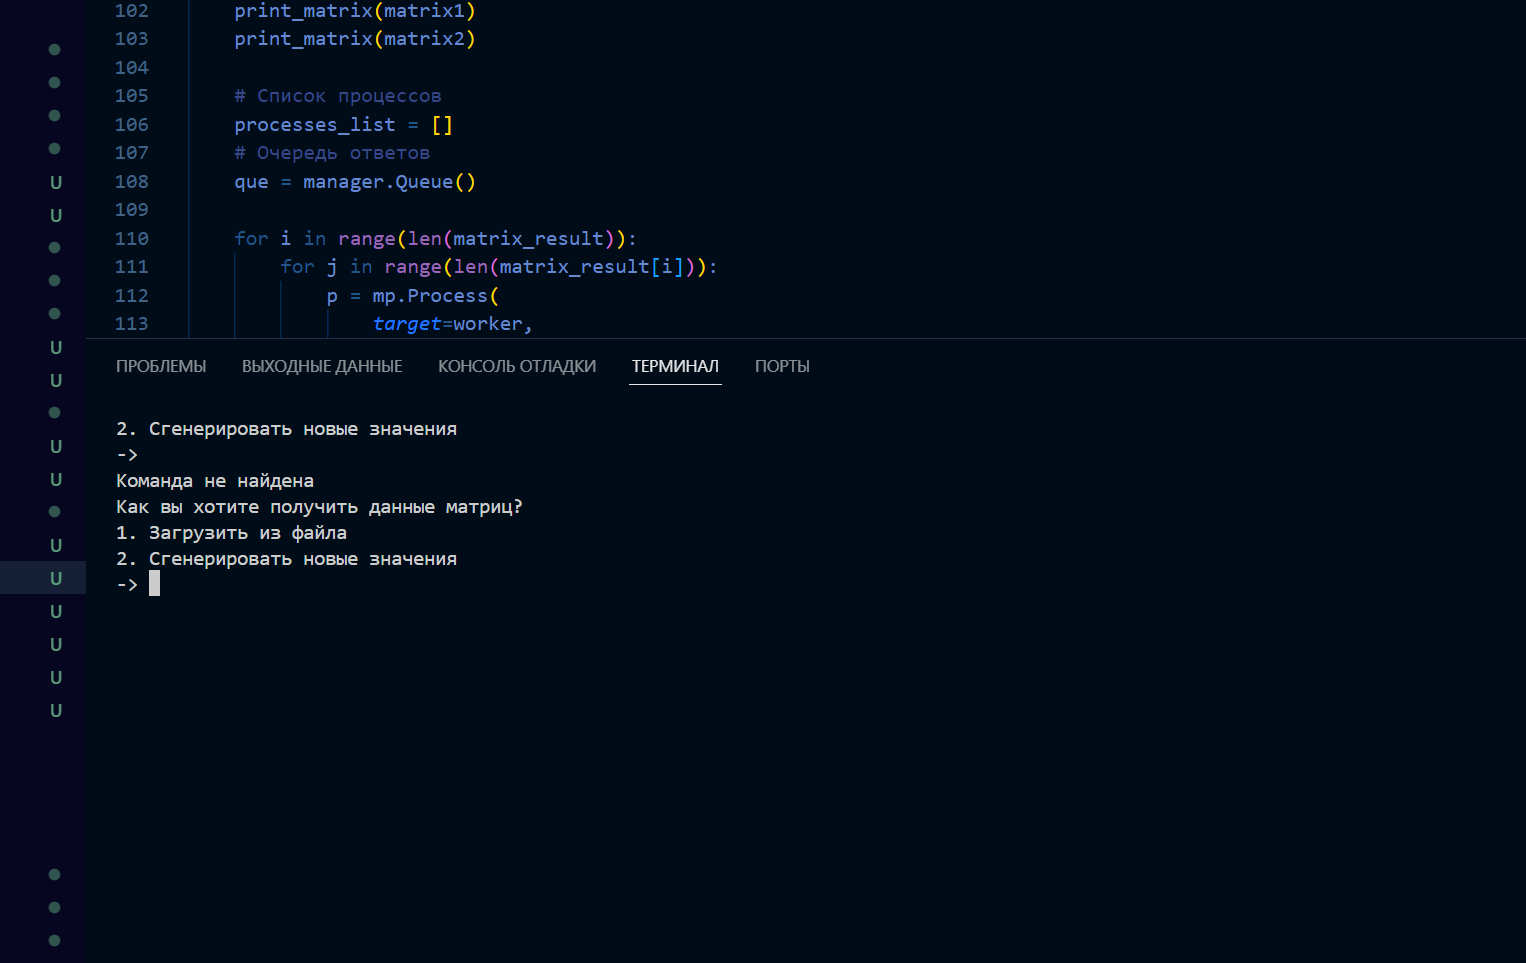 102 print_matrix(matrix1)
103 print_matrix(matrix2)
104
105 # Список процессов
106 processes_list = []
107 # Очередь ответов
108 que = manager.Queue()
109
110 for i in range(len(matrix_result)):
111 for j in range(len(matrix_result[i])):
112 p = mp.Process(
113 target=worker,
U
U
U
U
U
U
U
U
U
U
U
U
ПРОБЛЕМЫ ВЫХОДНЫЕ ДАННЫЕ КОНСОЛЬ ОТЛАДКИ ТЕРМИНАЛ ПОРТЫ
2. Сгенерировать новые значения
->
Команда не найдена
Как вы хотите получить данные матриц?
1. Загрузить из файла
2. Сгенерировать новые значения
->